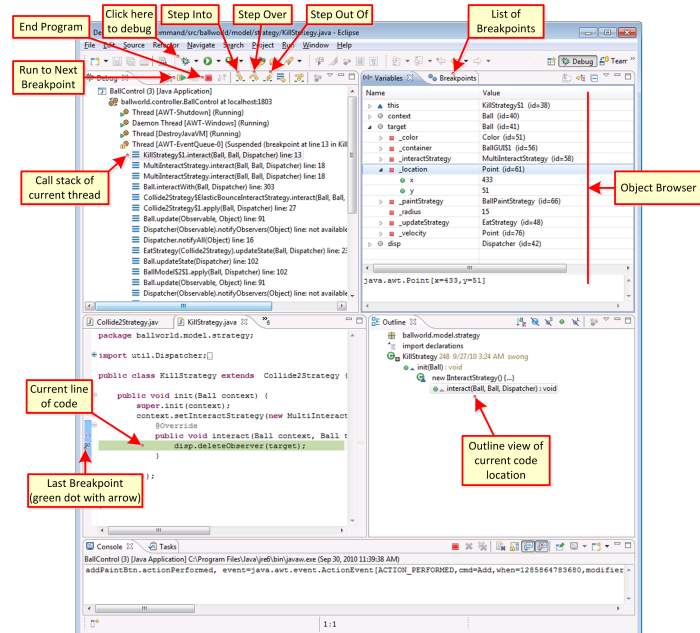 End Program
Click here
to debug
Step Into
Step Over
Step Out Of
List of
Breakpoints
ommand/src/ballworld/model/strategy/KillStrategy.java - Eclipse
File Edit Source Refactor Navigate Search Project Run Window Help
Debug
Team
Run to Next
Breakpoint
Debug
BallControl (3) [Java Application]
ballworld.controller.BallControl at localhost:1803
Thread [AWT-Shutdown] (Running)
Daemon Thread [AWT-Windows] (Running)
Thread [DestroyJavaVM] (Running)
Thread [AWT-EventQueue-0] (Suspended (breakpoint at line 13 in Kill
KillStrategy$1.interact(Ball, Ball, Dispatcher) line: 13
MultiInteractStrategy.interact(Ball, Ball, Dispatcher) line: 18
MultiInteractStrategy.interact(Ball, Ball, Dispatcher) line: 18
Ball.interactWith(Ball, Dispatcher) line: 303
Collide2Strategy$ElasticBounceInteractStrategy.interact(Ball, Ball,
Collide2Strategy$1.apply(Ball, Dispatcher) line: 27
Ball.update(Observable, Object) line: 91
Dispatcher(Observable).notifyObservers(Object) line: not available
Dispatcher.notifyAll(Object) line: 16
EatStrategy(Collide2Strategy).updateState(Ball, Dispatcher) line: 23
Ball.updateState(Dispatcher) line: 102
BallModel$2$1.apply(Ball, Dispatcher) line: 102
Ball.update(Observable, Object) line: 91
Dispatcher(Observable).notifyObservers(Object) line: not available
Call stack of
current thread
Variables Breakpoints
Name Value
this KillStrategy$1 (id=38)
context Ball (id=40)
target Ball (id=41)
_color Color (id=51)
_container BallGUI$1 (id=56)
_interactStrategy MultiInteractStrategy (id=58)
_location Point (id=61)
x 433
y 51
_paintStrategy BallPaintStrategy (id=66)
_radius 15
_updateStrategy EatStrategy (id=48)
_velocity Point (id=76)
disp Dispatcher (id=42)
java.awt.Point[x=433,y=51]
Object Browser
Collide2Strategy.jav KillStrategy.java 6
package ballworld.model.strategy;
import util.Dispatcher;
public class KillStrategy extends Collide2Strategy {
public void init(Ball context) {
super.init(context);
context.setInteractStrategy(new MultiInteract
@Override
public void interact(Ball context, Ball t
disp.deleteObserver(target);
}
);
}
Current line
of code
Last Breakpoint
(green dot with arrow)
Outline
ballworld.model.strategy
import declarations
KillStrategy 248 9/27/10 3:24 AM swong
init(Ball) : void
new IInteractStrategy() {...}
interact(Ball, Ball, Dispatcher) : void
Outline view of
current code
location
Console Tasks
BallControl (3) [Java Application] C:\Program Files\Java\jre6\bin\javaw.exe (Sep 30, 2010 11:39:38 AM)
addPaintBtn.actionPerformed, event=java.awt.event.ActionEvent[ACTION_PERFORMED,cmd=Add,when=1285864783680,modifier
1:1